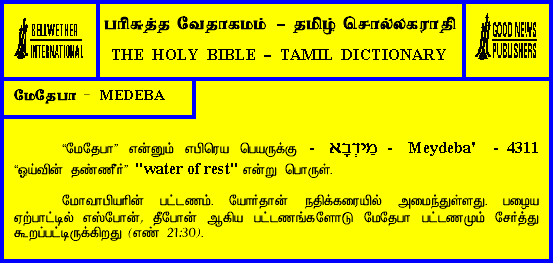 BELLWETHER
INTERNATIONAL
பரிசுத்த வேதாகமம் – தமிழ் சொல்லகராதி
THE HOLY BIBLE – TAMIL DICTIONARY
GOOD NEWS
PUBLISHERS
மேதேபா - MEDEBA
“மேதேபா” என்னும் எபிரெய பெயருக்கு - מֵידְבָא - Meydeba' - 4311
“ஓய்வின் தண்ணீர்” "water of rest" என்று பொருள்.
மோவாபியரின் பட்டணம். யோர்தான் நதிக்கரையில் அமைந்துள்ளது. பழைய
ஏற்பாட்டில் எஸ்போன், தீபோன் ஆகிய பட்டணங்களோடு மேதேபா பட்டணமும் சேர்த்து
கூறப்பட்டிருக்கிறது (எண் 21:30).